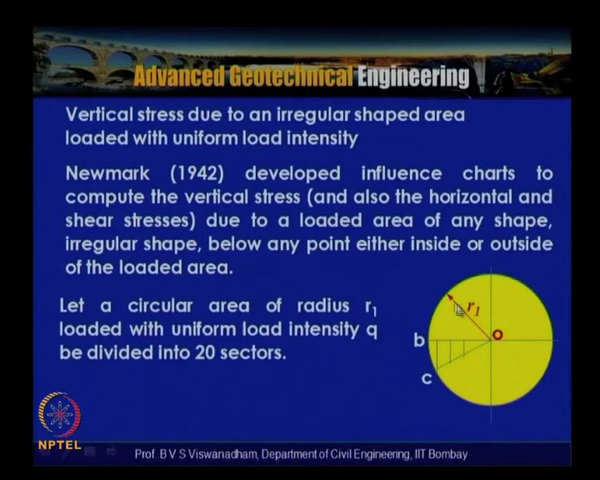 Advanced Geotechnical Engineering
Vertical stress due to an irregular shaped area
loaded with uniform load intensity
Newmark (1942) developed influence charts to
compute the vertical stress (and also the horizontal and
shear stresses) due to a loaded area of any shape,
irregular shape, below any point either inside or outside
of the loaded area.
Let a circular area of radius r1
loaded with uniform load intensity q
be divided into 20 sectors.
r1
O
b
c
NPTEL
Prof. B V S Viswanadham, Department of Civil Engineering, IIT Bombay